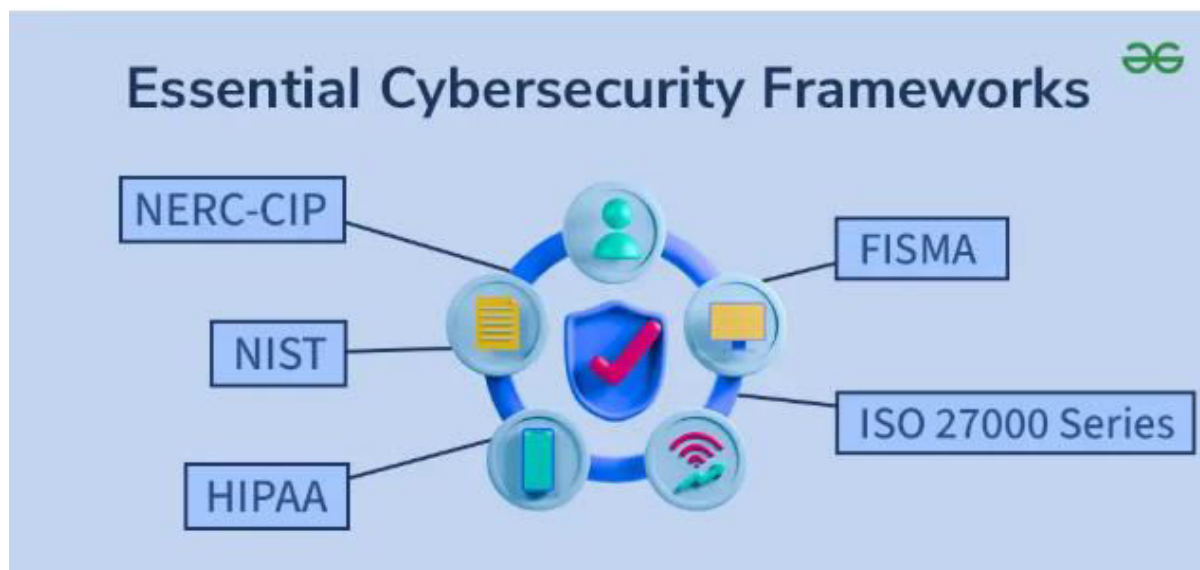 Essential Cybersecurity Frameworks
NERC-CIP
FISMA
NIST
ISO 27000 Series
HIPAA